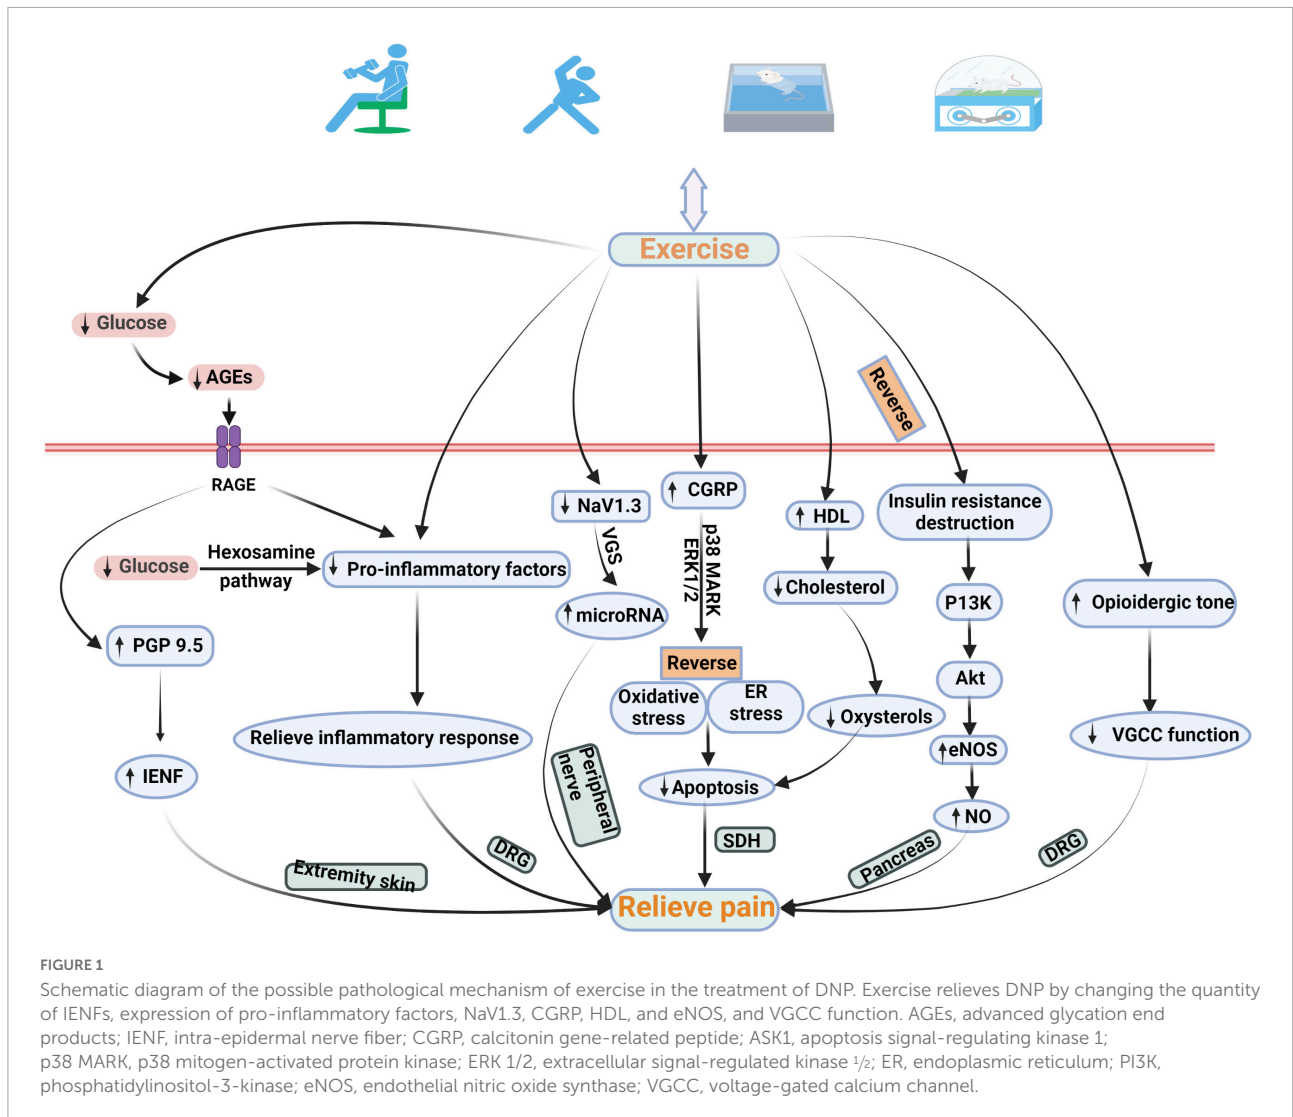 Exercise
Glucose
AGEs
RAGE
Reverse
NaV1.3
CGRP
HDL
Insulin resistance
destruction
VGS
p38 MARK
ERK1/2
Glucose
Hexosamine
pathway
Pro-inflammatory factors
microRNA
Cholesterol
P13K
Opioidergic tone
PGP 9.5
Reverse
Oxidative
stress
ER
stress
Akt
Oxysterols
Relieve inflammatory response
eNOS
VGCC function
IENF
Peripheral
nerve
Apoptosis
NO
Extremity skin
DRG
SDH
Pancreas
DRG
Relieve pain
FIGURE 1
Schematic diagram of the possible pathological mechanism of exercise in the treatment of DNP. Exercise relieves DNP by changing the quantity
of IENFs, expression of pro-inflammatory factors, NaV1.3, CGRP, HDL, and eNOS, and VGCC function. AGEs, advanced glycation end
products; IENF, intra-epidermal nerve fiber; CGRP, calcitonin gene-related peptide; ASK1, apoptosis signal-regulating kinase 1;
p38 MARK, p38 mitogen-activated protein kinase; ERK 1/2, extracellular signal-regulated kinase 1/2; ER, endoplasmic reticulum; PI3K,
phosphatidylinositol-3-kinase; eNOS, endothelial nitric oxide synthase; VGCC, voltage-gated calcium channel.